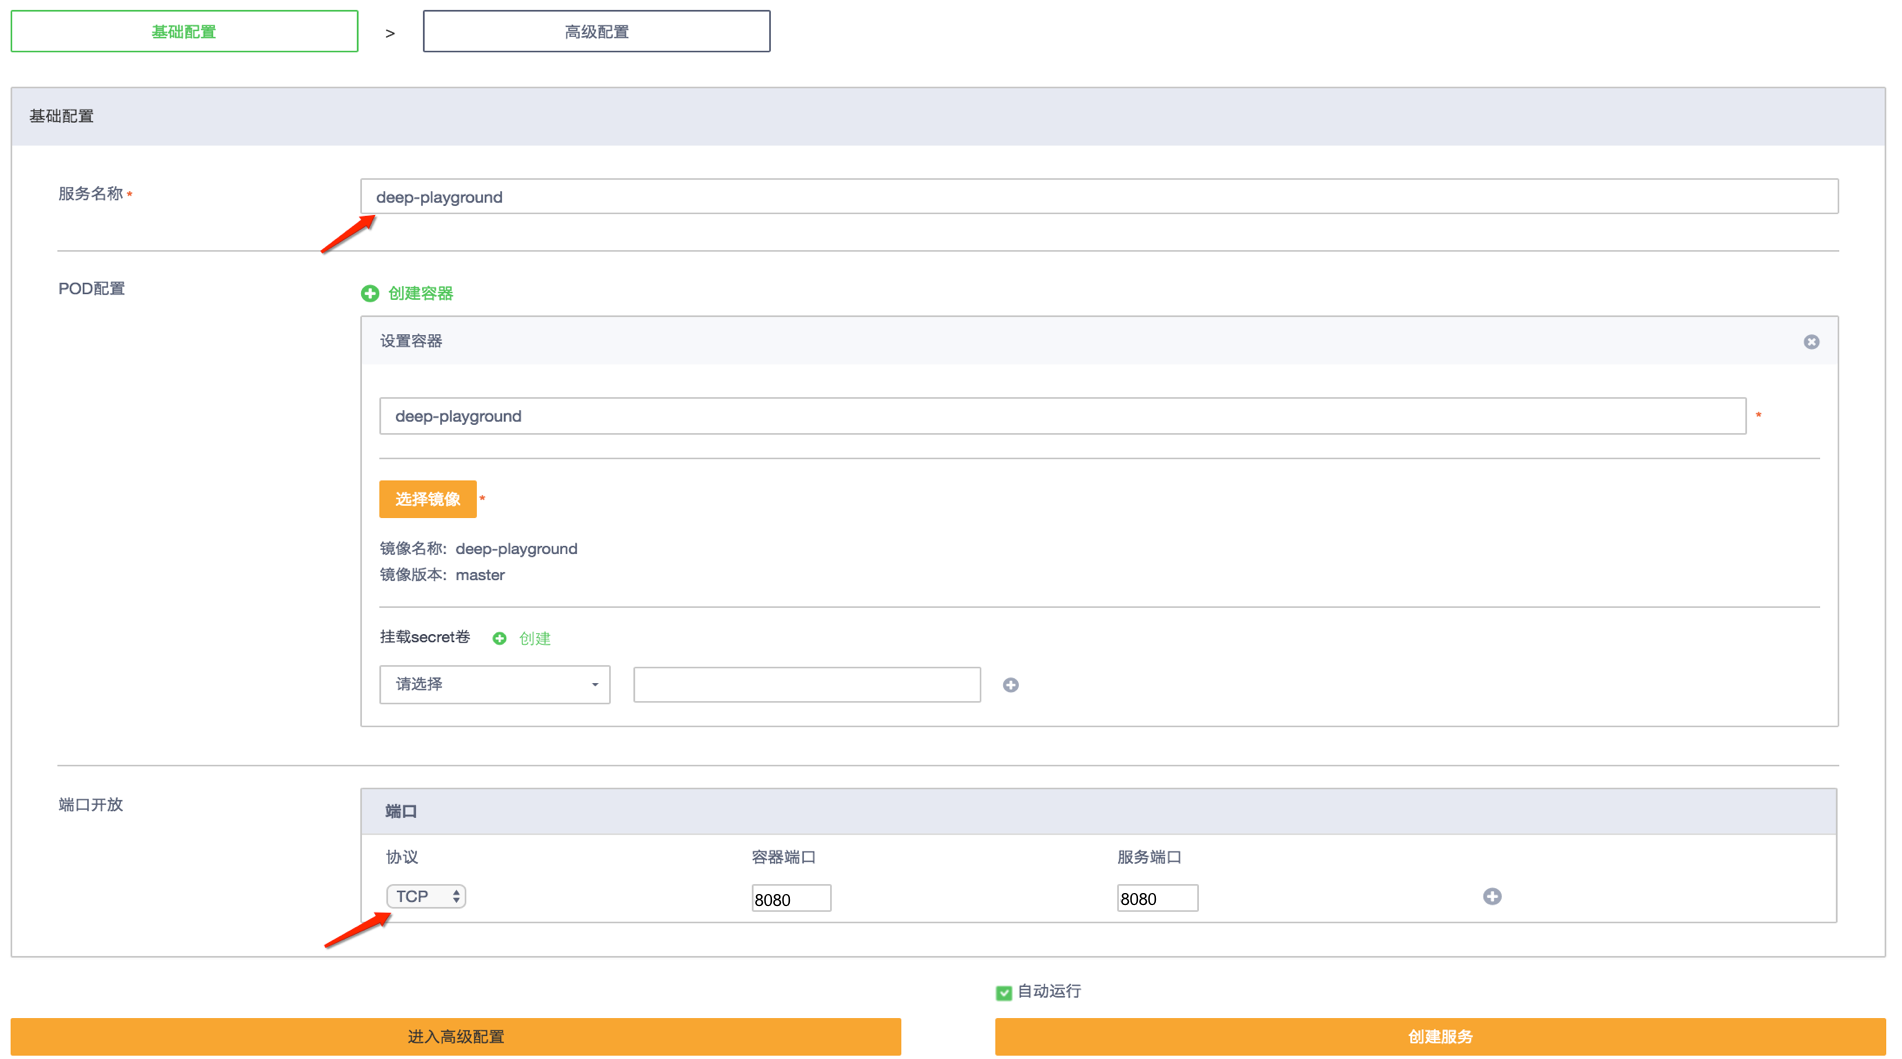 基础配置 > 高级配置
基础配置
服务名称* deep-playground
POD配置 创建容器
设置容器
deep-playground *
选择镜像 *
镜像名称: deep-playground
镜像版本: master
挂载secret卷 创建
请选择
端口开放 端口
协议 容器端口 服务端口
TCP 8080 8080
自动运行
进入高级配置 创建服务